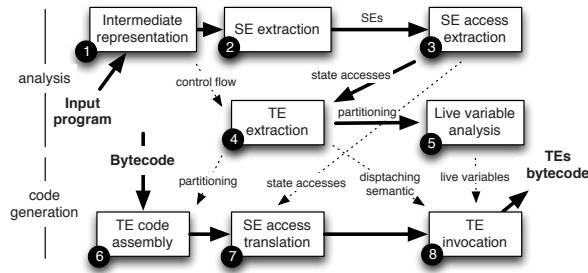 Intermediate
representation
1
SE extraction
2
SEs
SE access
extraction
3
analysis
control flow
state accesses
Input
program
TE
extraction
4
partitioning
Live variable
analysis
5
Bytecode
partitioning
state accesses
disptaching
semantic
live variables
TEs
bytecode
code
generation
TE code
assembly
6
SE access
translation
7
TE
invocation
8